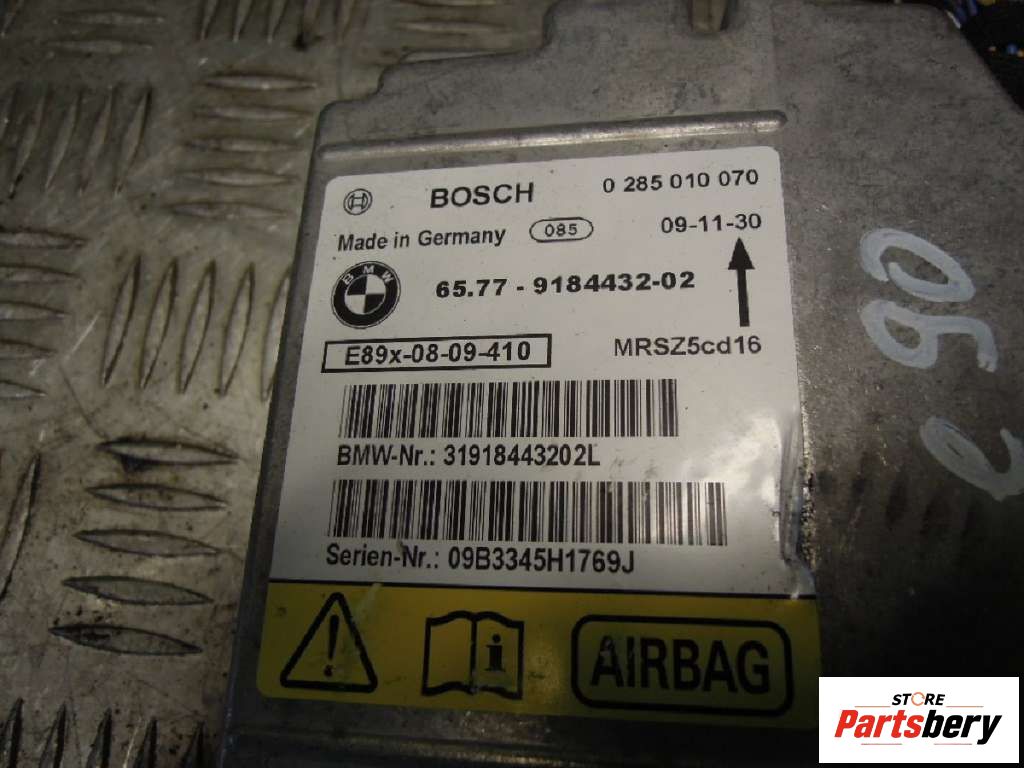 BOSCH 0 285 010 070
Made in Germany 085 09-11-30
BMW 65.77 - 9184432-02
E89x-08-09-410 MRSZ5cd16
BMW-Nr.: 31918443202L
Serien-Nr.: 09B3345H1769J
AIRBAG
STORE
Partsbery